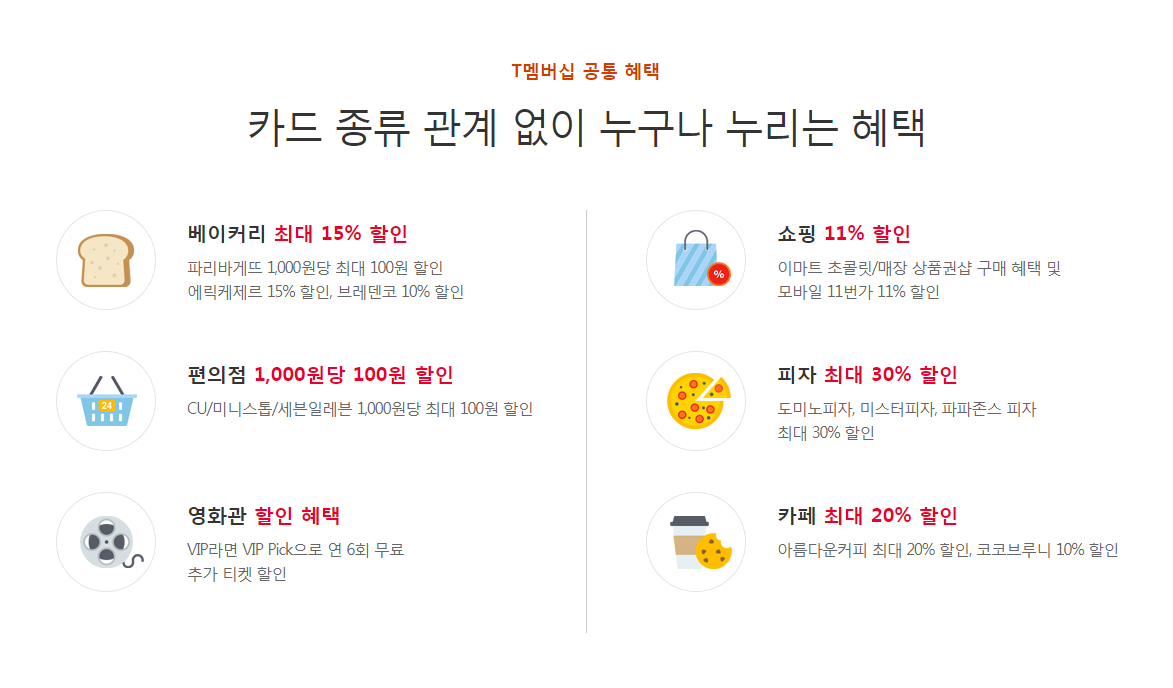 T멤버십 공통 혜택
카드 종류 관계 없이 누구나 누리는 혜택
베이커리 최대 15% 할인
파리바게뜨 1,000원당 최대 100원 할인
에릭케제르 15% 할인, 브레덴코 10% 할인
편의점 1,000원당 100원 할인
24
CU/미니스톱/세븐일레븐 1,000원당 최대 100원 할인
영화관 할인 혜택
VIP라면 VIP Pick으로 연 6회 무료
추가 티켓 할인
쇼핑 11% 할인
%
이마트 초콜릿/매장 상품권샵 구매 혜택 및
모바일 11번가 11% 할인
피자 최대 30% 할인
도미노피자, 미스터피자, 파파존스 피자
최대 30% 할인
카페 최대 20% 할인
아름다운커피 최대 20% 할인, 코코브루니 10% 할인